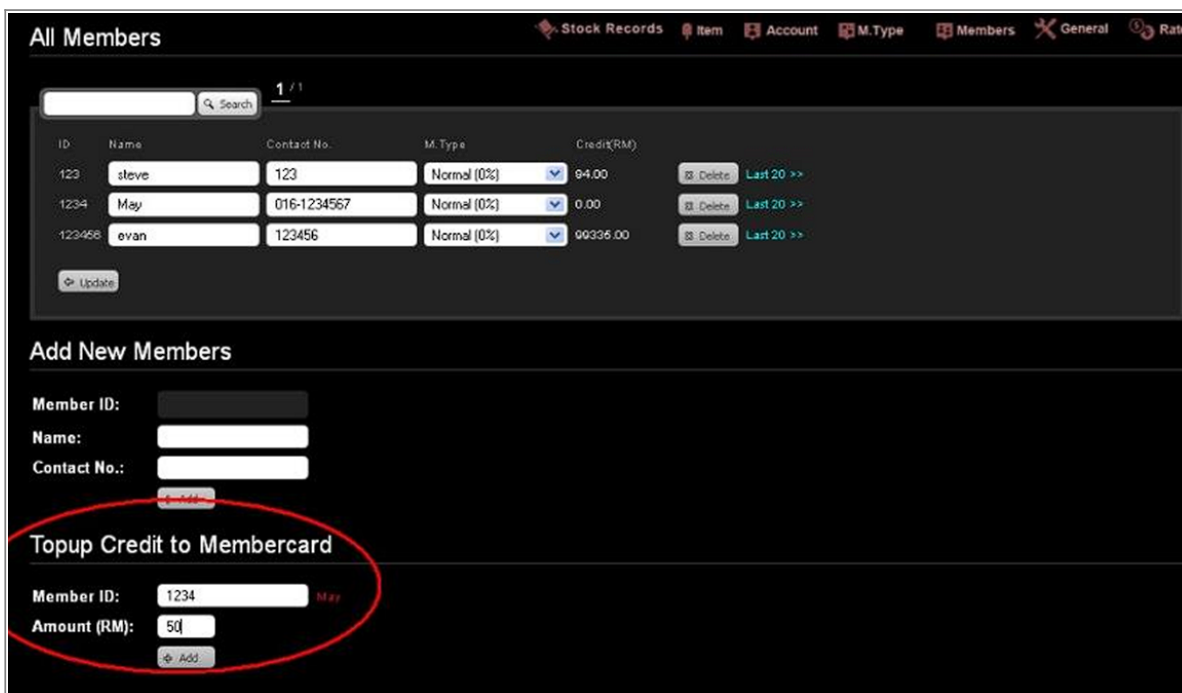 All Members
Stock Records Item Account M.Type Members General Rate
Search 1 / 1
ID Name Contact No. M.Type Credit(RM)
123 steve 123 Normal (0%) 94.00 Delete Last 20 >>
1234 May 016-1234567 Normal (0%) 0.00 Delete Last 20 >>
123456 evan 123456 Normal (0%) 99336.00 Delete Last 20 >>
Update
Add New Members
Member ID:
Name:
Contact No.:
Add
Topup Credit to Membercard
Member ID: 1234 May
Amount (RM): 50
Add